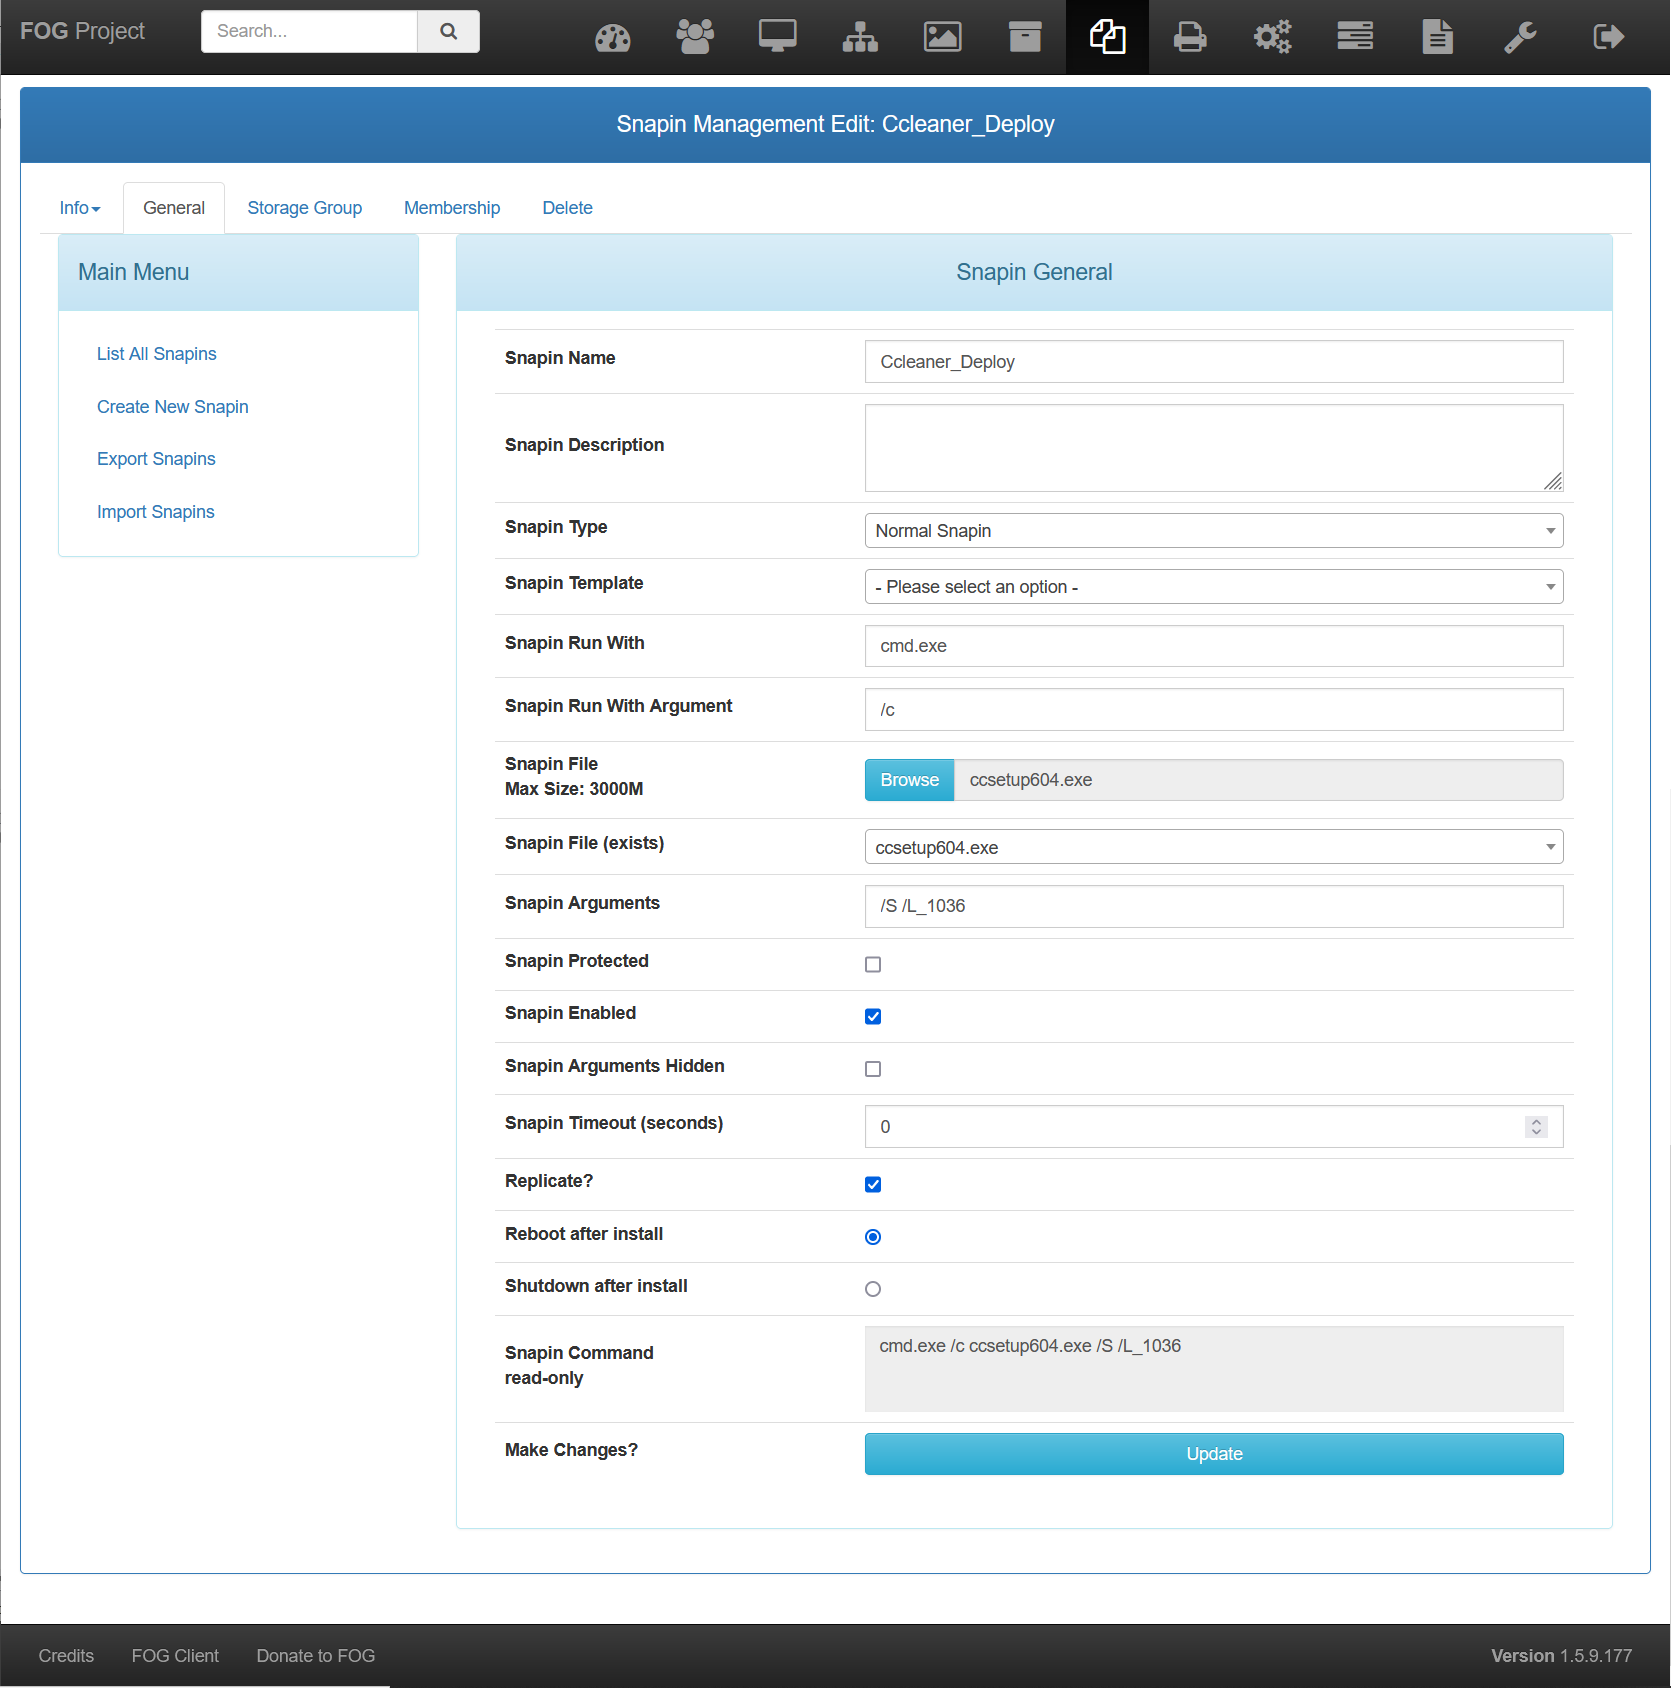 FOG Project
Search...
Snapin Management Edit: Ccleaner_Deploy
Info
General
Storage Group
Membership
Delete
Main Menu
List All Snapins
Create New Snapin
Export Snapins
Import Snapins
Snapin General
Snapin Name
Ccleaner_Deploy
Snapin Description
Snapin Type
Normal Snapin
Snapin Template
- Please select an option -
Snapin Run With
cmd.exe
Snapin Run With Argument
/c
Snapin File
Max Size: 3000M
Browse
ccsetup604.exe
Snapin File (exists)
ccsetup604.exe
Snapin Arguments
/S /L_1036
Snapin Protected
Snapin Enabled
Snapin Arguments Hidden
Snapin Timeout (seconds)
0
Replicate?
Reboot after install
Shutdown after install
Snapin Command
read-only
cmd.exe /c ccsetup604.exe /S /L_1036
Make Changes?
Update
Credits
FOG Client
Donate to FOG
Version 1.5.9.177